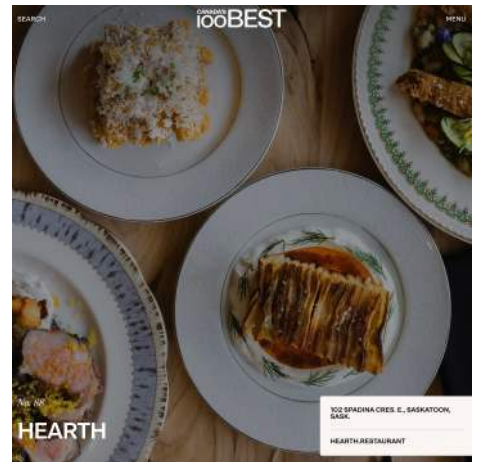 SEARCH
CANADA'S
100BEST
MENU
No. 88
HEARTH
102 SPADINA CRES. E., SASKATOON,
SASK.
HEARTH.RESTAURANT